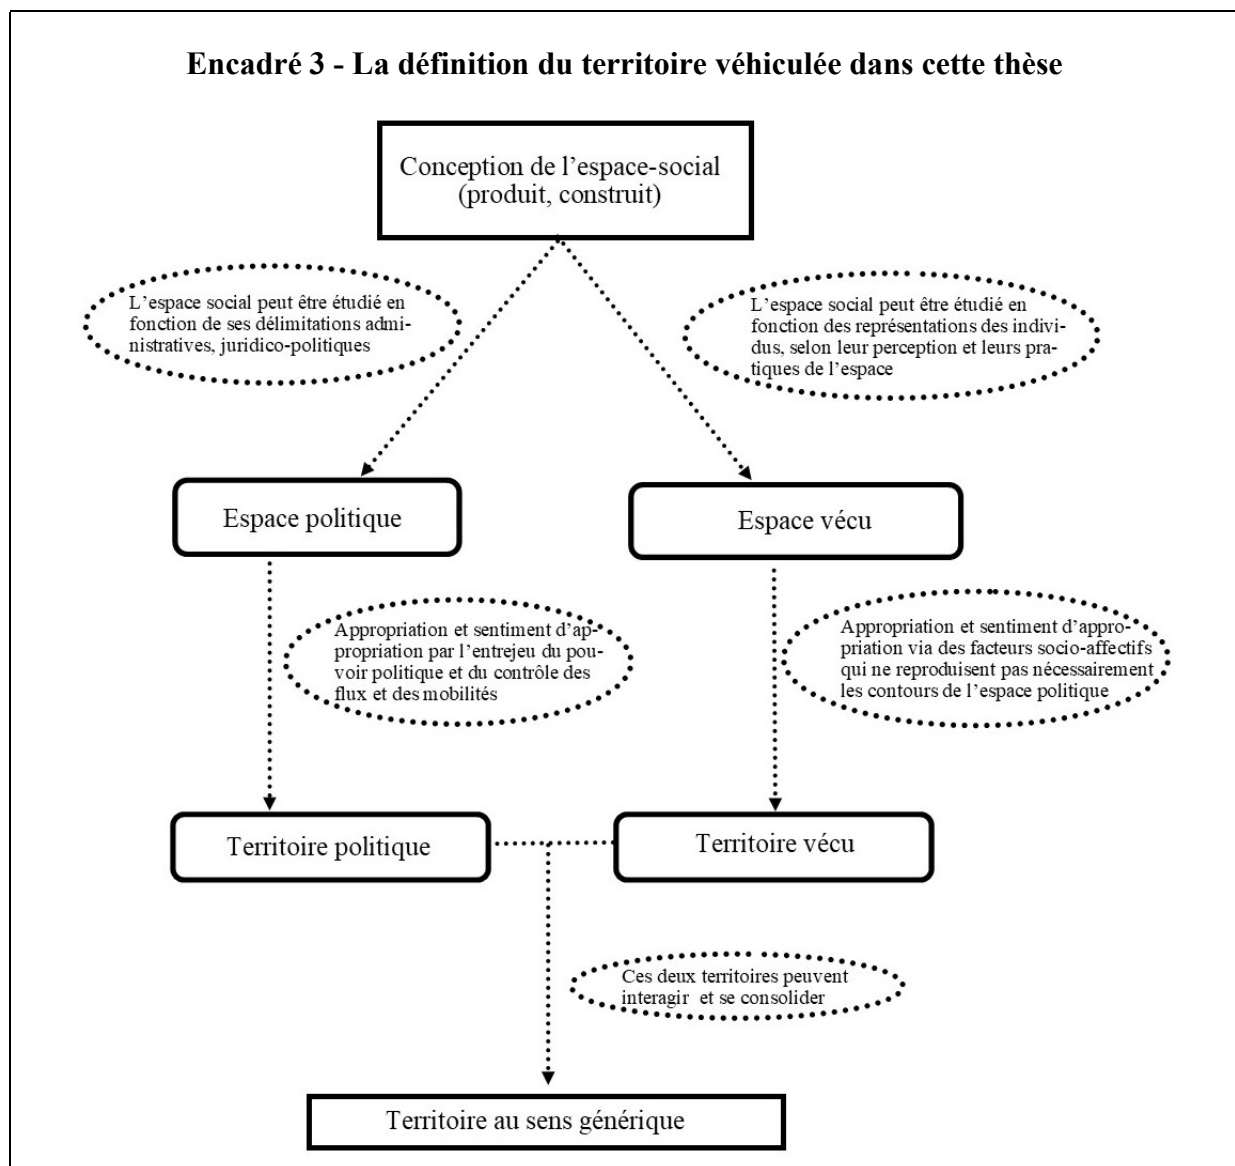 Encadré 3 - La définition du territoire véhiculée dans cette thèse
Conception de l'espace-social
(produit, construit)
L'espace social peut être étudié en
fonction de ses délimitations admi-
nistratives, juridico-politiques
L'espace social peut être étudié en
fonction des représentations des indivi-
dus, selon leur perception et leurs pra-
tiques de l'espace
Espace politique
Espace vécu
Appropriation et sentiment d'ap-
propriation par l'entrejeu du pou-
voir politique et du contrôle des
flux et des mobilités
Appropriation et sentiment d'appro-
priation via des facteurs socio-affectifs
qui ne reproduisent pas nécessairement
les contours de l'espace politique
Territoire politique
Territoire vécu
Ces deux territoires peuvent
interagir et se consolider
Territoire au sens générique